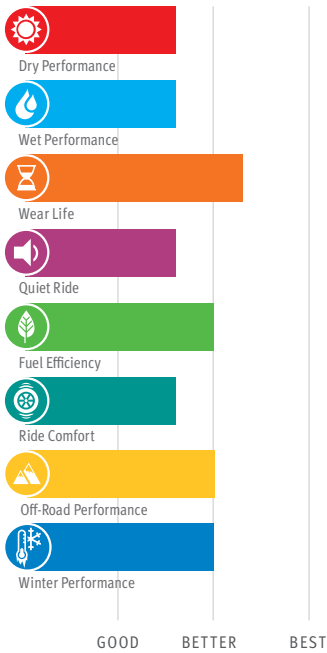 Dry Performance
Wet Performance
Wear Life
Quiet Ride
Fuel Efficiency
Ride Comfort
Off-Road Performance
Winter Performance
GOOD BETTER BEST